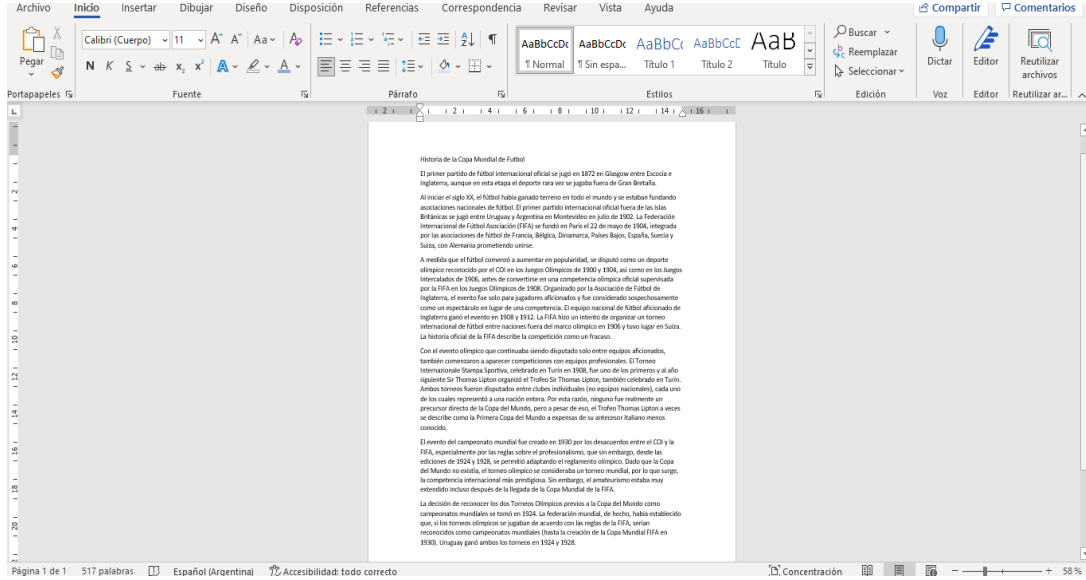 Archivo Inicio Insertar Dibujar Diseño Disposición Referencias Correspondencia Revisar Vista Ayuda Compartir Comentarios
Pegar
Calibri (Cuerpo) 11 A^ Aˇ Aa A
N K S ab x₂ x² A A
AaBbCcDc AaBbCcDc AaBbCc AaBbCcE AaB
¶ Normal ¶ Sin espa... Título 1 Título 2 Título
Buscar
Reemplazar
Seleccionar
Dictar
Editor
Reutilizar
archivos
Portapapeles Fuente Párrafo Estilos Edición Voz Editor Reutilizar ar...
2 2 4 6 8 10 12 14 16
Historia de la Copa Mundial de Futbol
El primer partido de fútbol internacional oficial se jugó en 1872 en Glasgow entre Escocia e
Inglaterra, aunque en esta etapa el deporte rara vez se jugaba fuera de Gran Bretaña.
Al iniciar el siglo XX, el fútbol había ganado terreno en todo el mundo y se estaban fundando
asociaciones nacionales de fútbol. El primer partido internacional oficial fuera de las Islas
Británicas se jugó entre Uruguay y Argentina en Montevideo en julio de 1902. La Federación
Internacional de Fútbol Asociación (FIFA) se fundó en París el 22 de mayo de 1904, integrada
por las asociaciones de fútbol de Francia, Bélgica, Dinamarca, Países Bajos, España, Suecia y
Suiza, con Alemania prometiendo unirse.
A medida que el fútbol comenzó a aumentar en popularidad, se disputó como un deporte
olímpico reconocido por el COI en los Juegos Olímpicos de 1900 y 1904, así como en los Juegos
Intercalados de 1906, antes de convertirse en una competencia olímpica oficial supervisada
por la FIFA en los Juegos Olímpicos de 1908. Organizado por la Asociación de Fútbol de
Inglaterra, el evento fue solo para jugadores aficionados y fue considerado sospechosamente
como un espectáculo en lugar de una competencia. El equipo nacional de fútbol aficionado de
Inglaterra ganó el evento en 1908 y 1912. La FIFA hizo un intento de organizar un torneo
internacional de fútbol entre naciones fuera del marco olímpico en 1906 y tuvo lugar en Suiza.
La historia oficial de la FIFA describe la competición como un fracaso.
Con el evento olímpico que continuaba siendo disputado solo entre equipos aficionados,
también comenzaron a aparecer competiciones con equipos profesionales. El Torneo
Internazionale Stampa Sportiva, celebrado en Turín en 1908, fue uno de los primeros y al año
siguiente Sir Thomas Lipton organizó el Trofeo Sir Thomas Lipton, también celebrado en Turín.
Ambos torneos fueron disputados entre clubes individuales (no equipos nacionales), cada uno
de los cuales representó a una nación entera. Por esta razón, ninguno fue realmente un
precursor directo de la Copa del Mundo, pero a pesar de eso, el Trofeo Thomas Lipton a veces
se describe como la Primera Copa del Mundo a expensas de su antecesor italiano menos
conocido.
El evento del campeonato mundial fue creado en 1930 por los desacuerdos entre el COI y la
FIFA, especialmente por las reglas sobre el profesionalismo, que sin embargo, desde las
ediciones de 1924 y 1928, se permitió adaptando el reglamento olímpico. Dado que la Copa
del Mundo no existía, el torneo olímpico se consideraba un torneo mundial, por lo que surge,
la competencia internacional más prestigiosa. Sin embargo, el amateurismo estaba muy
extendido incluso después de la llegada de la Copa Mundial de la FIFA.
La decisión de reconocer los dos Torneos Olímpicos previos a la Copa del Mundo como
campeonatos mundiales se tomó en 1924. La federación mundial, de hecho, había establecido
que, si los torneos olímpicos se jugaban de acuerdo con las reglas de la FIFA, serían
reconocidos como campeonatos mundiales (hasta la creación de la Copa Mundial FIFA en
1930). Uruguay ganó ambos los torneos en 1924 y 1928.
2
4
6
8
10
12
14
16
18
20
Página 1 de 1 517 palabras Español (Argentina) Accesibilidad: todo correcto Concentración 58 %